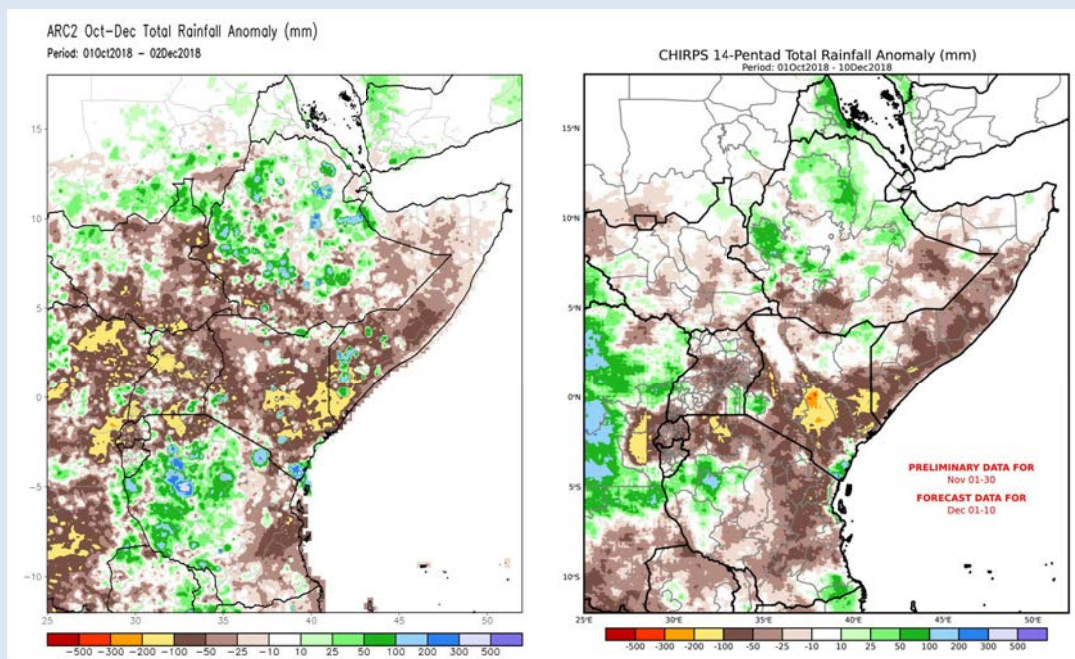 ARC2 Oct-Dec Total Rainfall Anomaly (mm)
Period: 01Oct2018 – 02Dec2018
15
10
5
0
−5
−10
25 30 35 40 45 50
−500 −300 −200 −100 −50 −25 −10 10 25 50 100 200 300 500
CHIRPS 14-Pentad Total Rainfall Anomaly (mm)
Period: 01Oct2018 - 10Dec2018
15°N
10°N
5°N
0°N
5°S
10°S
PRELIMINARY DATA FOR
Nov 01-30
FORECAST DATA FOR
Dec 01-10
25°E 30°E 35°E 40°E 45°E 50°E
-500 -300 -200 -100 -50 -25 -10 10 25 50 100 200 300 500